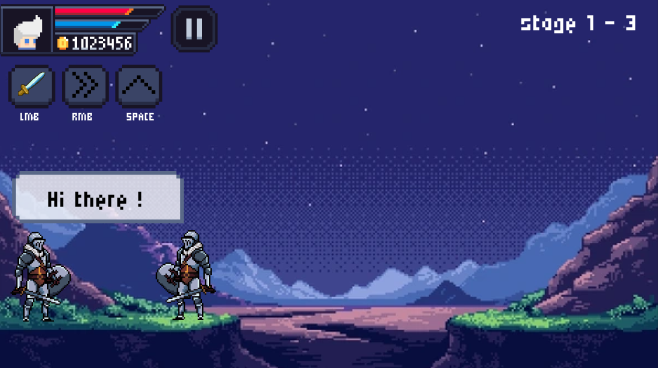 1023456
stage 1 - 3
LMB RMB SPACE
Hi there !